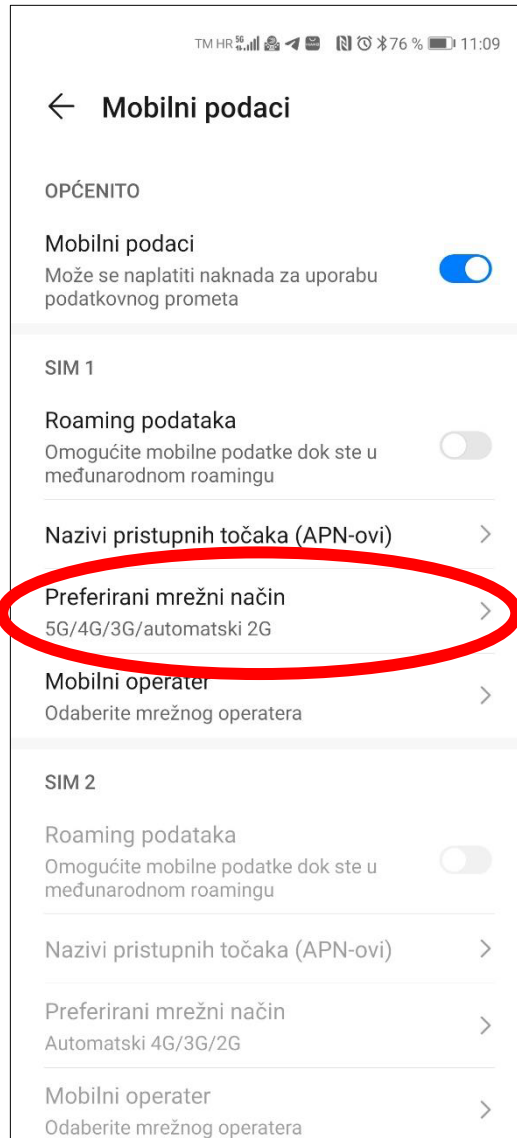 TM HR 5G 76 % 11:09
Mobilni podaci
OPĆENITO
Mobilni podaci
Može se naplatiti naknada za uporabu
podatkovnog prometa
SIM 1
Roaming podataka
Omogućite mobilne podatke dok ste u
međunarodnom roamingu
Nazivi pristupnih točaka (APN-ovi)
Preferirani mrežni način
5G/4G/3G/automatski 2G
Mobilni operater
Odaberite mrežnog operatera
SIM 2
Roaming podataka
Omogućite mobilne podatke dok ste u
međunarodnom roamingu
Nazivi pristupnih točaka (APN-ovi)
Preferirani mrežni način
Automatski 4G/3G/2G
Mobilni operater
Odaberite mrežnog operatera